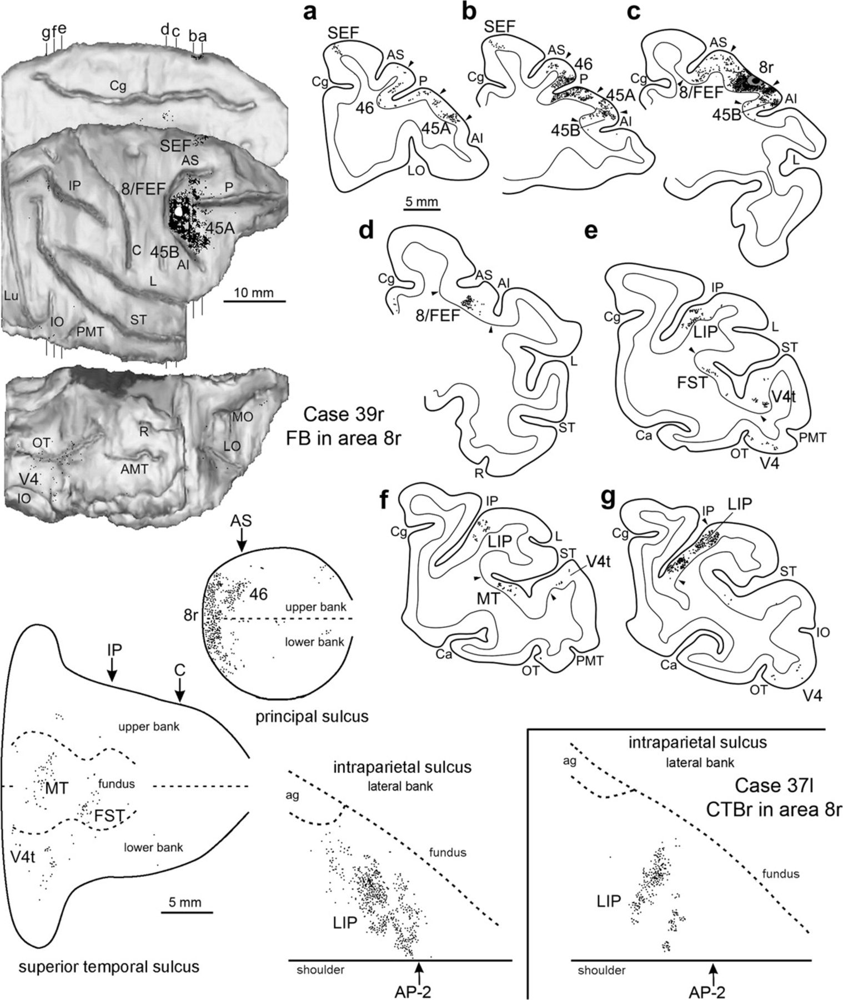 gfe
d c
ba
Cg
SEF
AS
IP
8/FEF
P
45A
C
45B
AI
L
Lu
10 mm
IO
PMT
ST
MO
R
OT
LO
AMT
V4
IO
Case 39r
FB in area 8r
a
SEF
AS
Cg
P
46
45A
AI
LO
5 mm
b
SEF
AS
46
Cg
P
45A
45B
AI
c
AS
8r
Cg
8/FEF
AI
45B
L
d
AS
AI
Cg
8/FEF
L
ST
R
e
IP
Cg
LIP
L
ST
FST
V4t
Ca
PMT
OT
V4
f
IP
Cg
LIP
L
ST
V4t
MT
Ca
PMT
OT
g
LIP
IP
Cg
ST
IO
Ca
OT
V4
AS
46
8r
upper bank
lower bank
principal sulcus
IP
C
upper bank
MT
fundus
FST
lower bank
V4t
5 mm
superior temporal sulcus
intraparietal sulcus
lateral bank
ag
fundus
LIP
shoulder
AP-2
intraparietal sulcus
lateral bank
ag
Case 37l
CTBr in area 8r
fundus
LIP
shoulder
AP-2